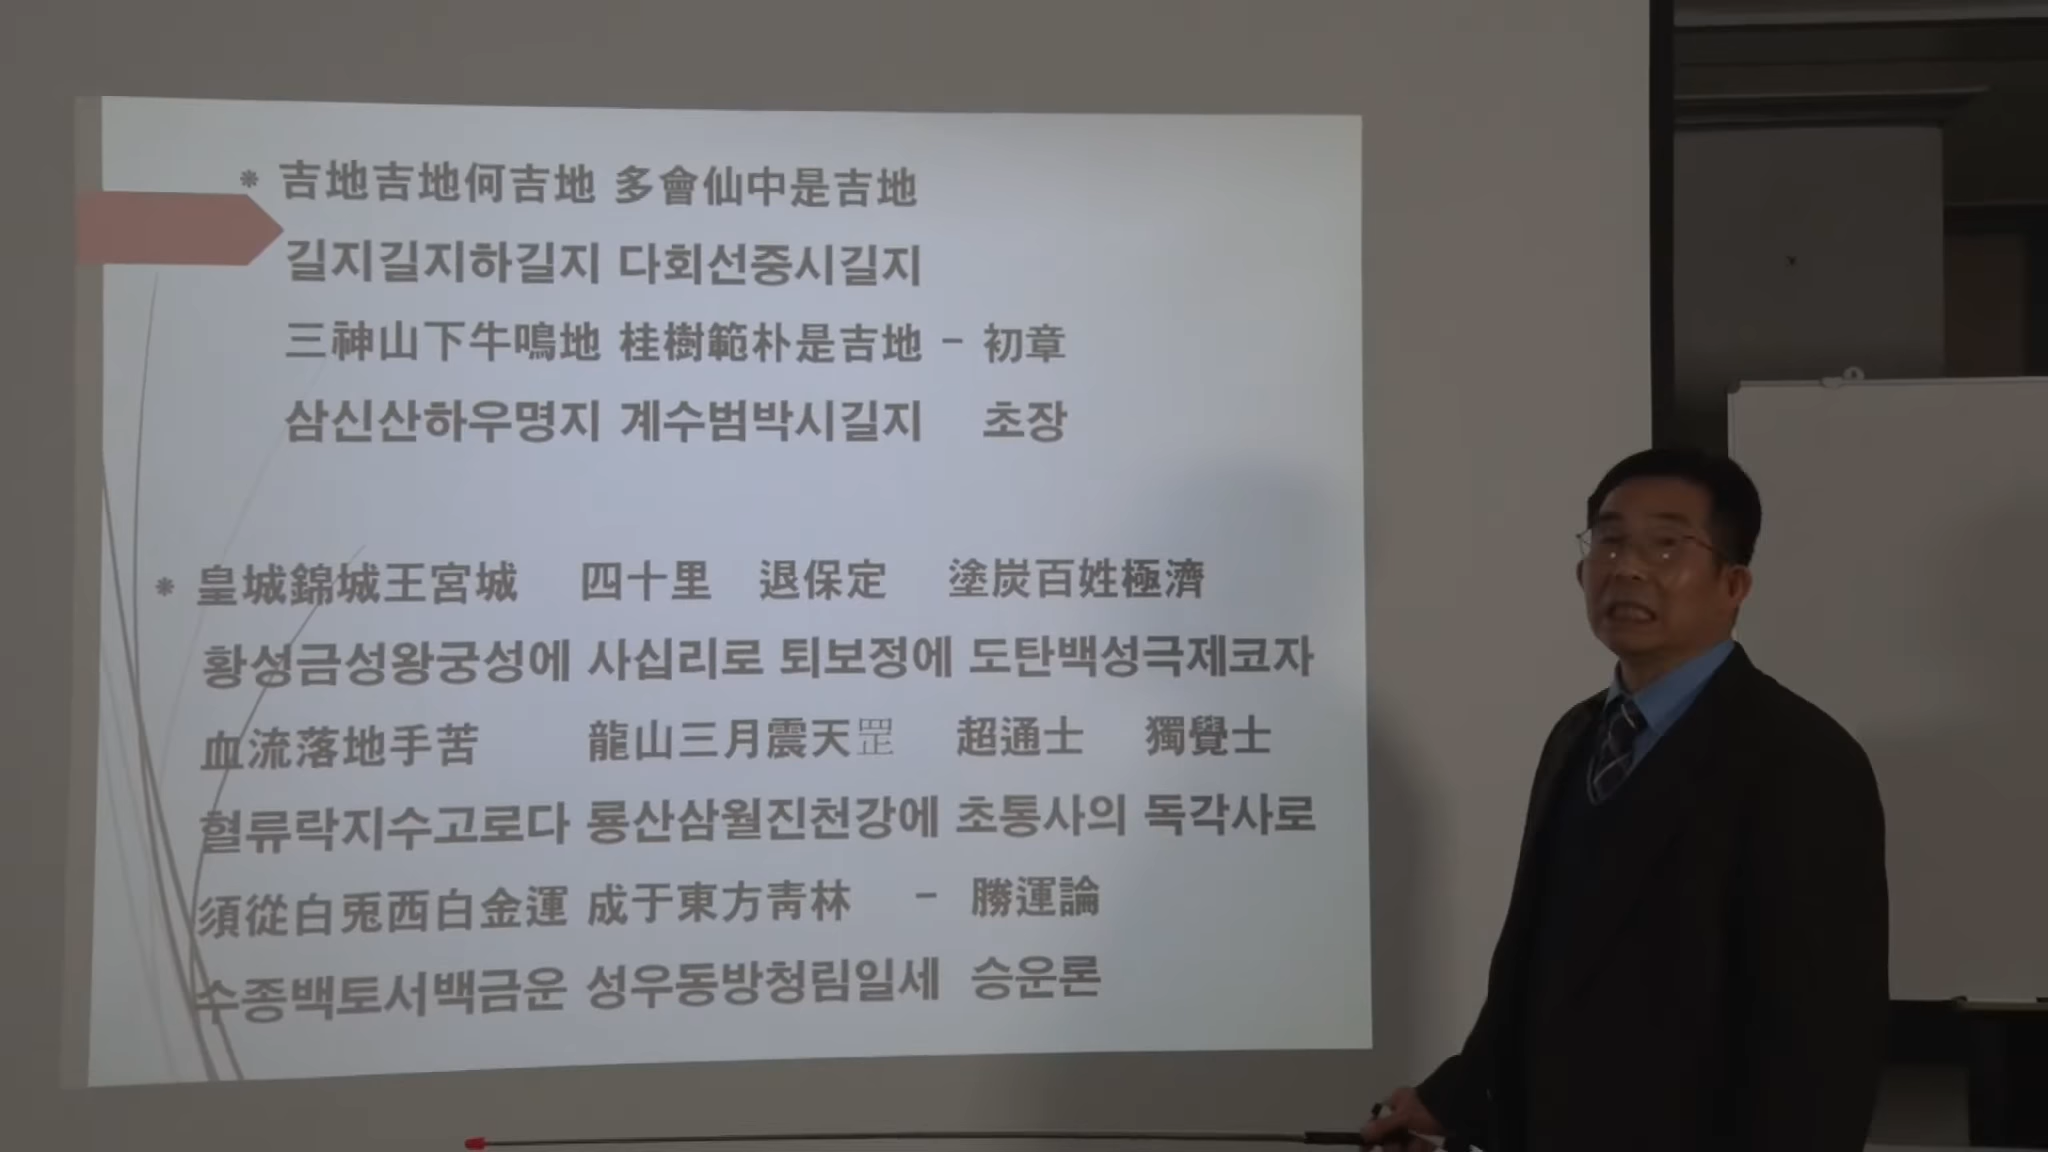 ※ 吉地吉地何吉地 多會仙中是吉地
길지길지하길지 다회선중시길지
三神山下牛鳴地 桂樹範朴是吉地 - 初章
삼신산하우명지 계수범박시길지 초장
※ 皇城錦城王宮城 四十里 退保定 塗炭百姓極濟
황성금성왕궁성에 사십리로 퇴보정에 도탄백성극제코자
血流落地手苦 龍山三月震天罡 超通士 獨覺士
혈류락지수고로다 룡산삼월진천강에 초통사의 독각사로
須從白兎西白金運 成于東方靑林 - 勝運論
수종백토서백금운 성우동방청림일세 승운론